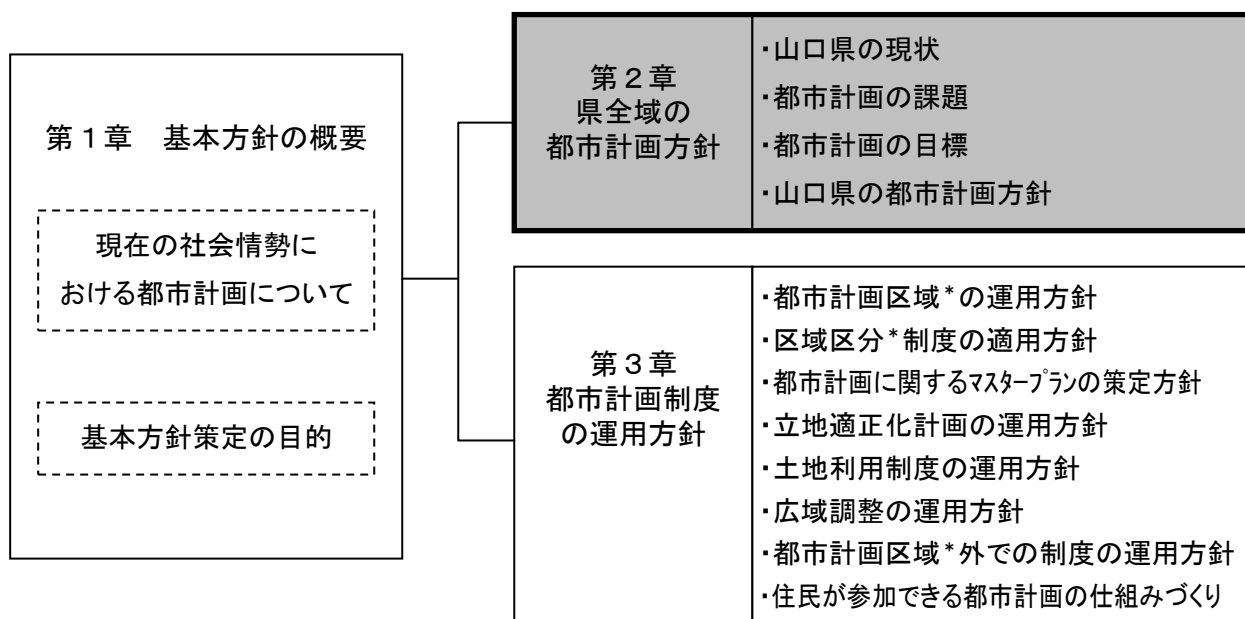 第１章　基本方針の概要
現在の社会情勢に
おける都市計画について
基本方針策定の目的
第２章
県全域の
都市計画方針
・山口県の現状
・都市計画の課題
・都市計画の目標
・山口県の都市計画方針
第３章
都市計画制度
の運用方針
・都市計画区域*の運用方針
・区域区分*制度の適用方針
・都市計画に関するﾏｽﾀｰﾌﾟﾗﾝの策定方針
・立地適正化計画の運用方針
・土地利用制度の運用方針
・広域調整の運用方針
・都市計画区域*外での制度の運用方針
・住民が参加できる都市計画の仕組みづくり